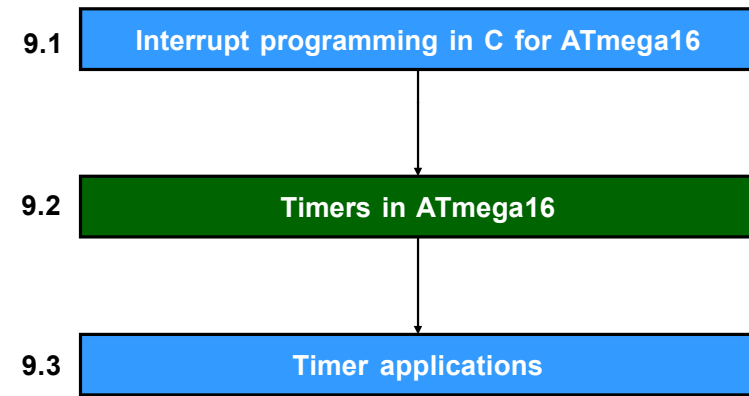 9.1 Interrupt programming in C for ATmega16
9.2 Timers in ATmega16
9.3 Timer applications